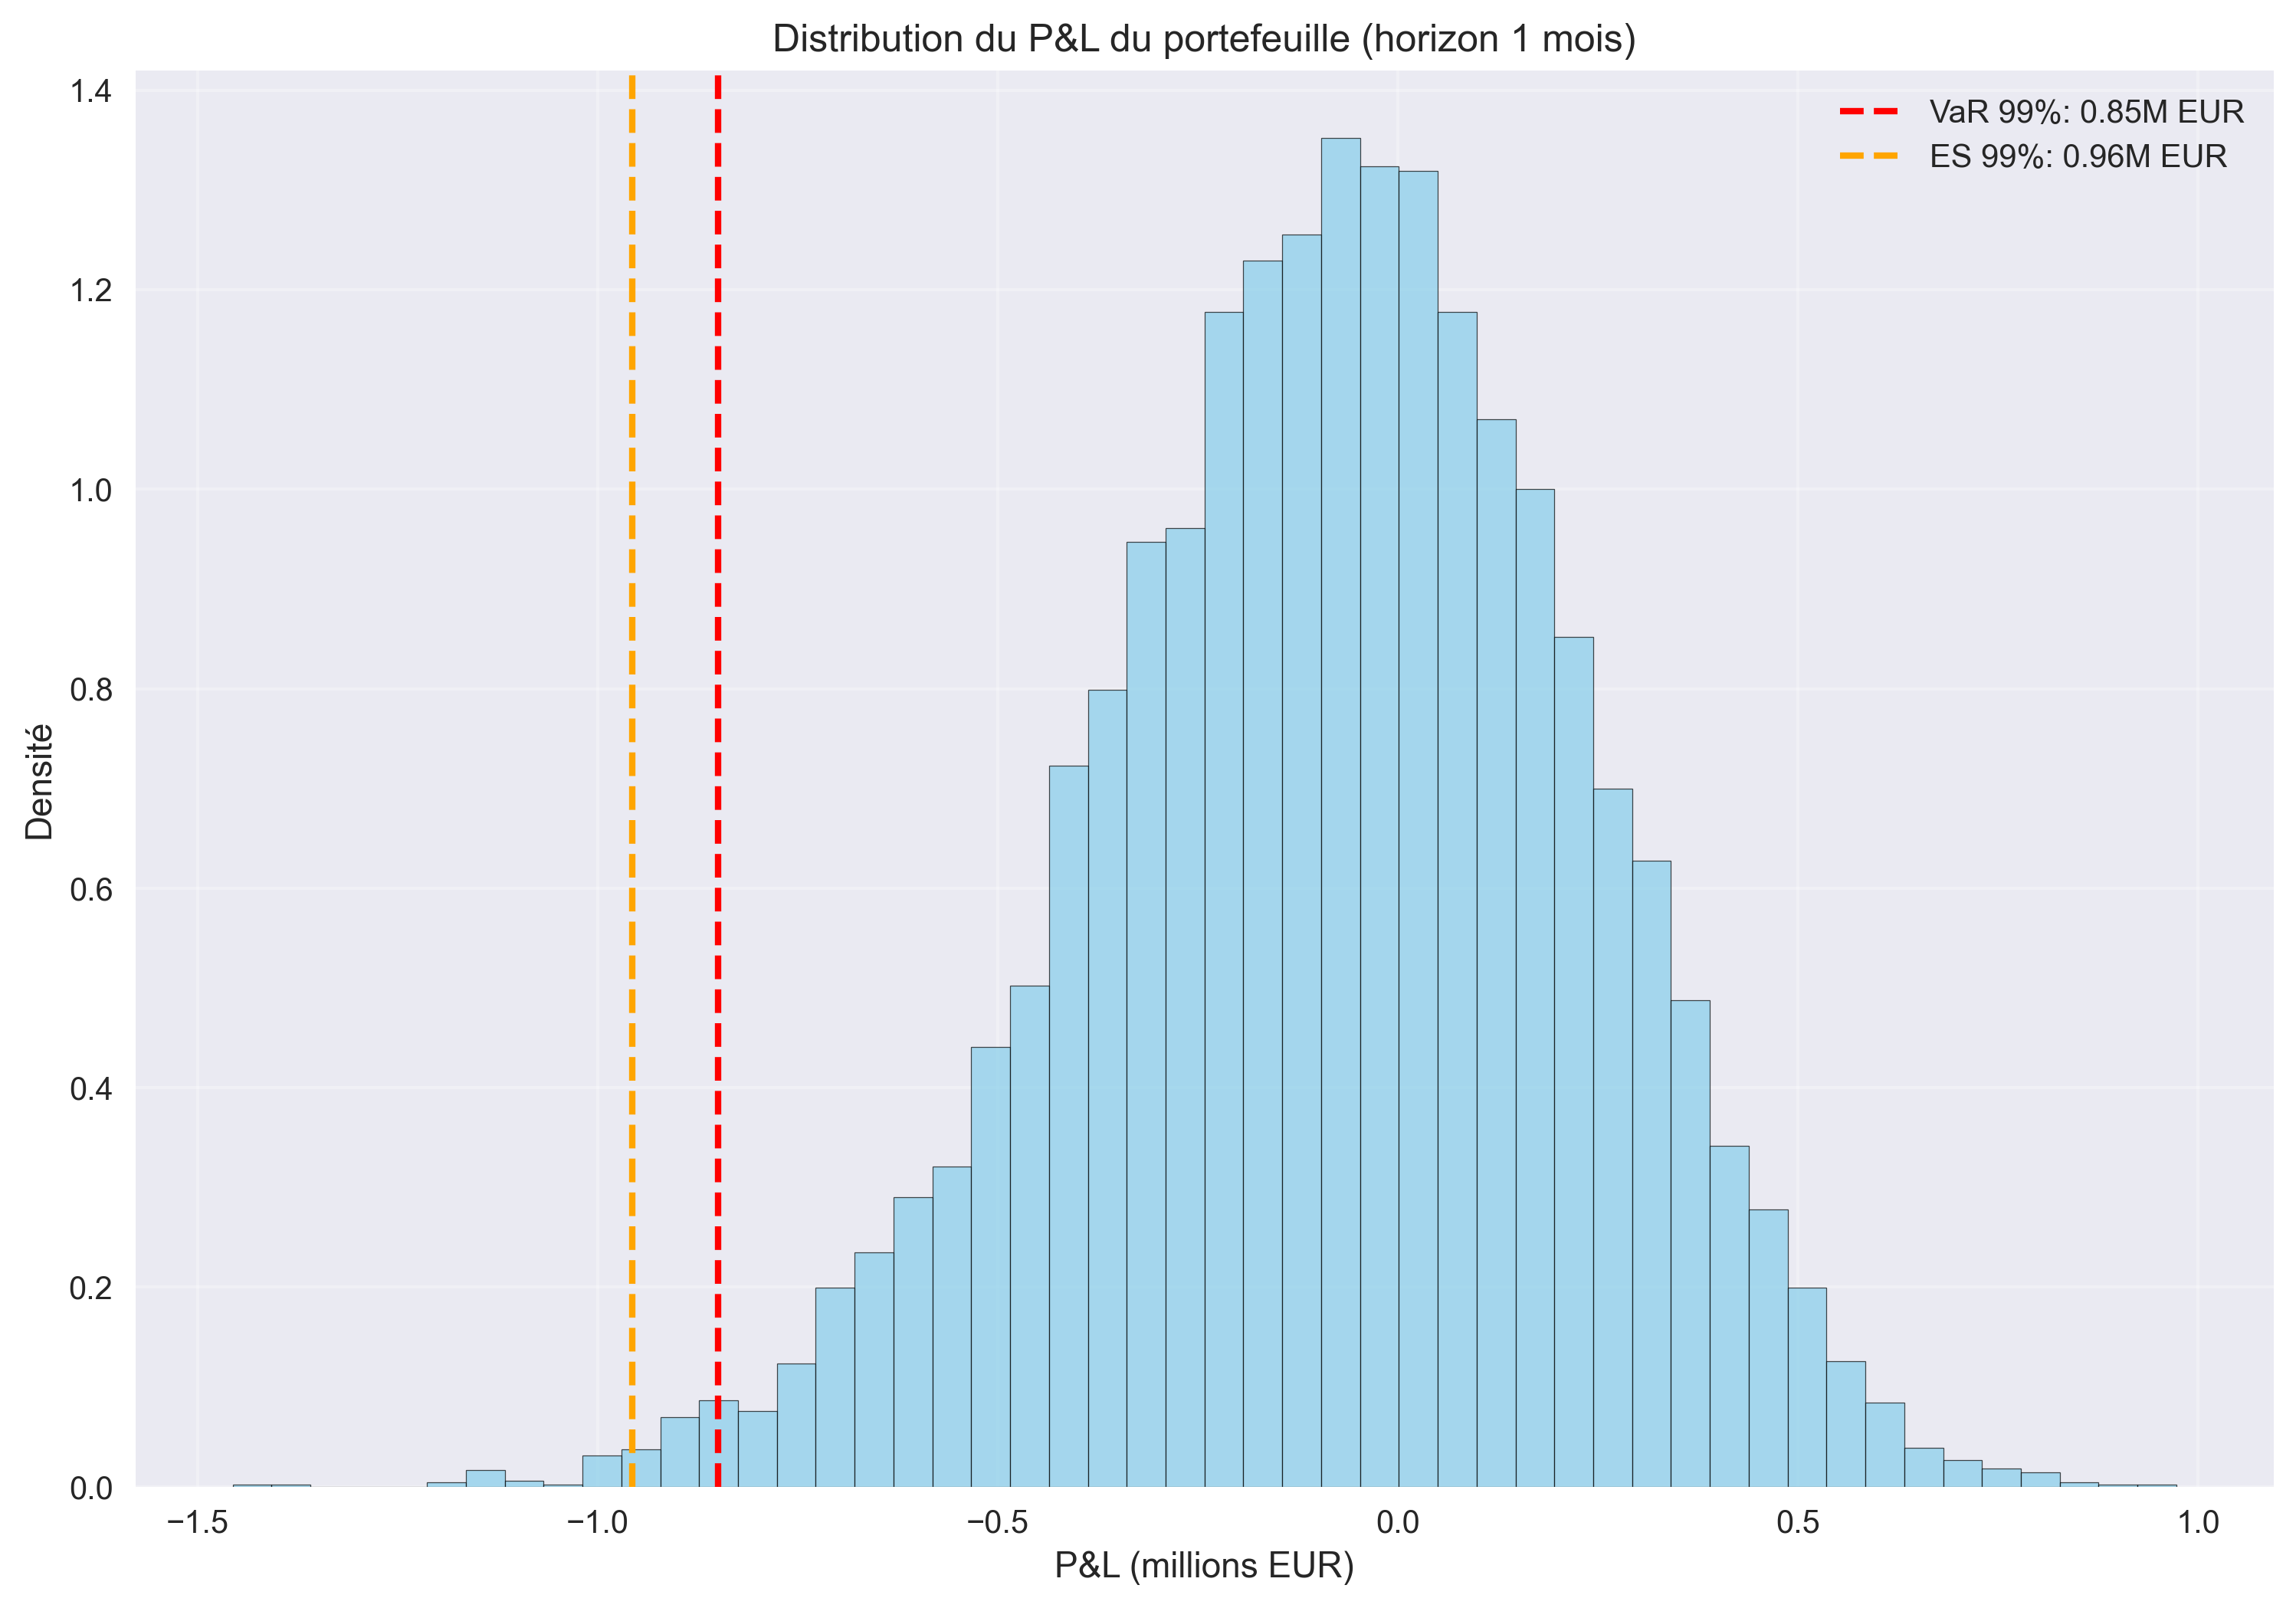 Distribution du P&L du portefeuille (horizon 1 mois)
VaR 99%: 0.85M EUR
ES 99%: 0.96M EUR
1.4
1.2
1.0
0.8
0.6
0.4
0.2
0.0
Densité
−1.5 −1.0 −0.5 0.0 0.5 1.0
P&L (millions EUR)